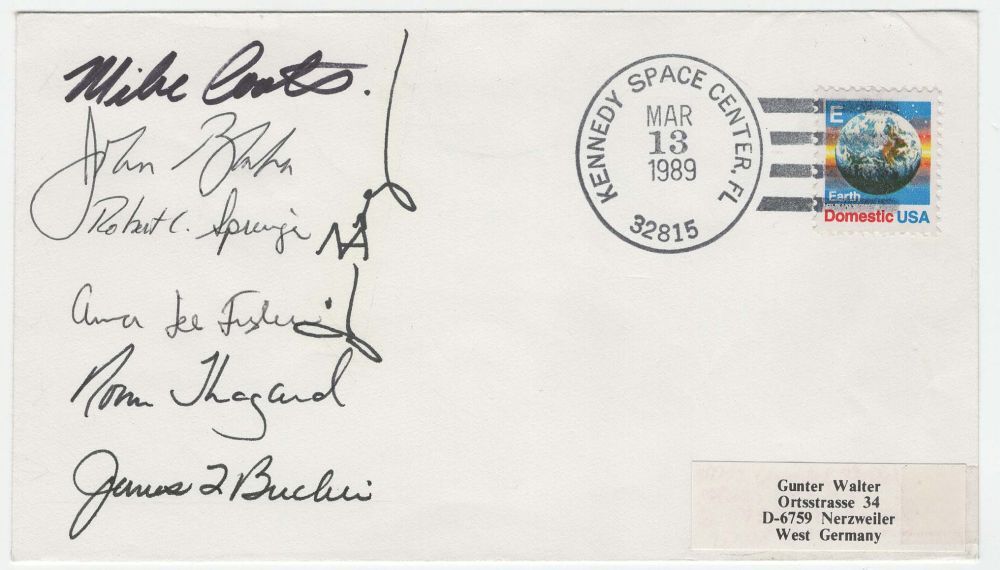 Mike Coats.
John Blaha
Robert C. Springer
Anna Lee Fisher
Norm Thagard
James F Buchli
KENNEDY SPACE CENTER, FL
MAR
13
1989
32815
E
Earth
Domestic USA
Gunter Walter
Ortsstrasse 34
D-6759 Nerzweiler
West Germany